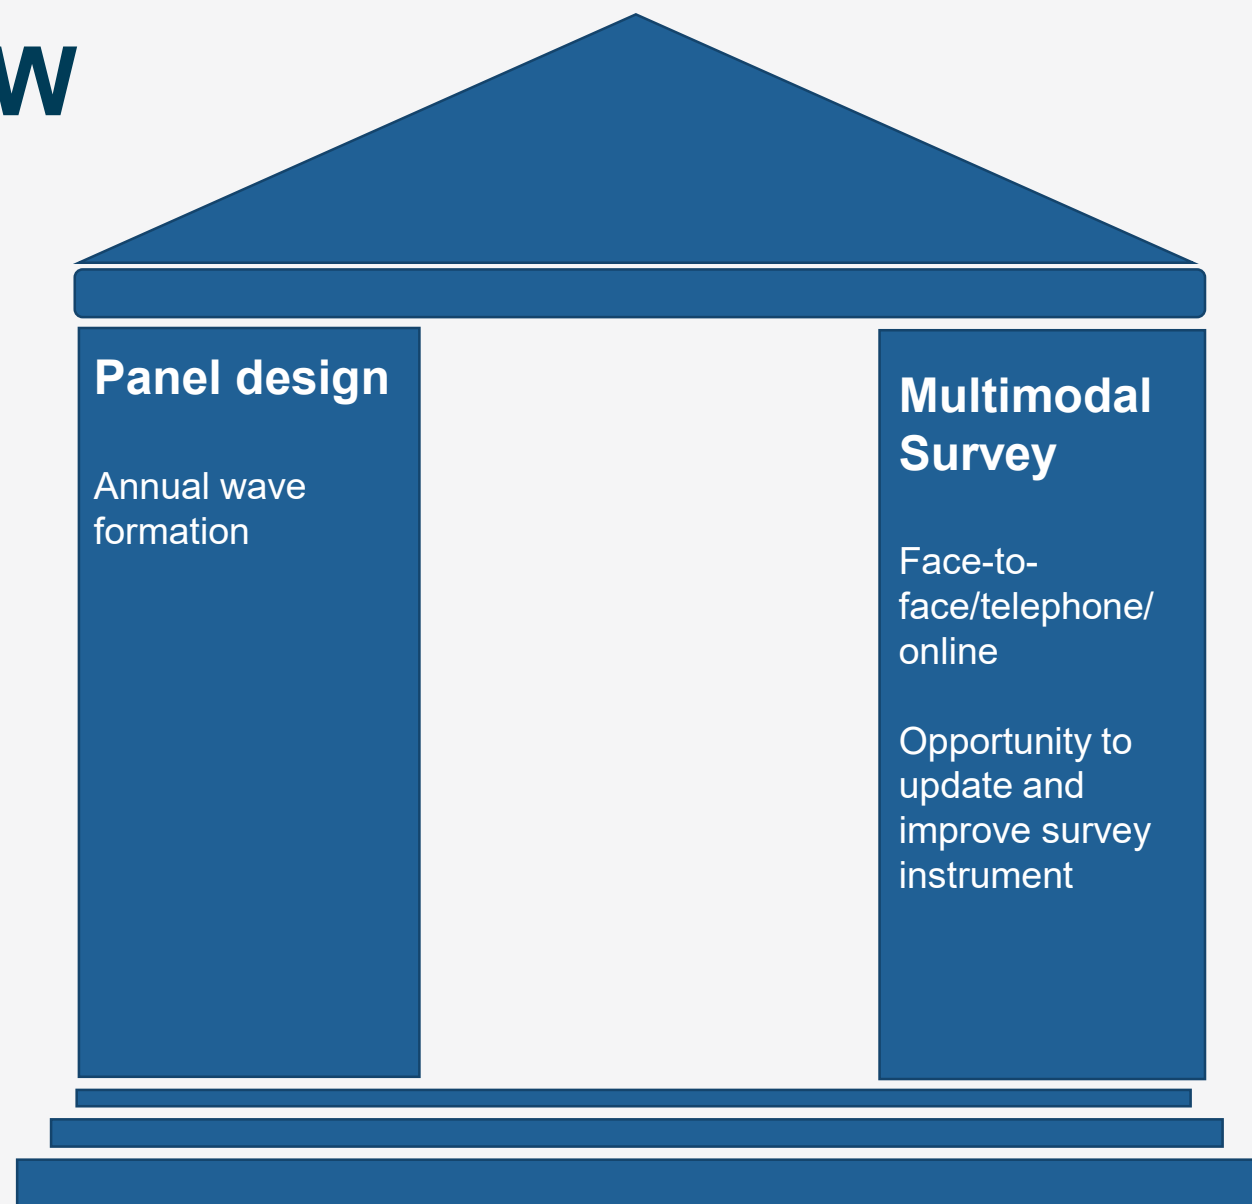 w
Panel design
Annual wave
formation
Multimodal
Survey
Face-to-
face/telephone/
online
Opportunity to
update and
improve survey
instrument